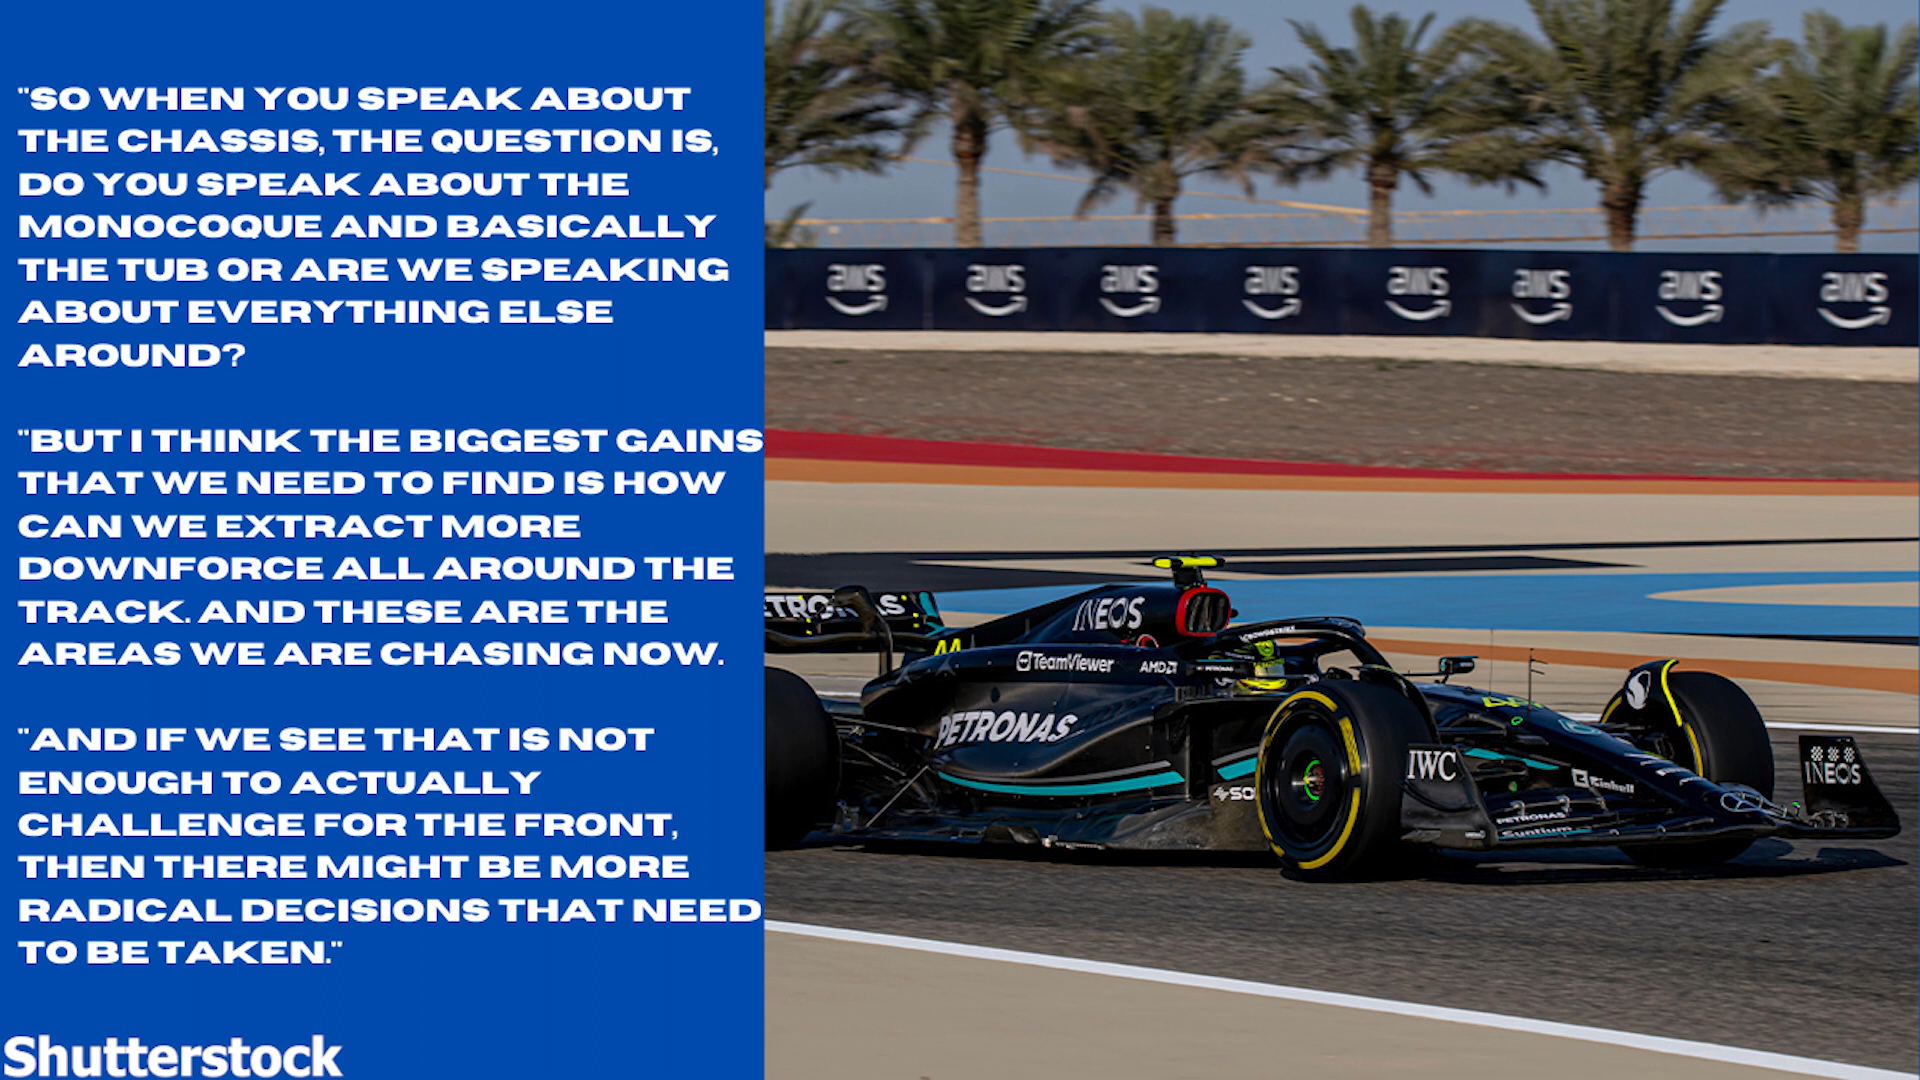 "SO WHEN YOU SPEAK ABOUT
THE CHASSIS, THE QUESTION IS,
DO YOU SPEAK ABOUT THE
MONOCOQUE AND BASICALLY
THE TUB OR ARE WE SPEAKING
ABOUT EVERYTHING ELSE
AROUND?
"BUT I THINK THE BIGGEST GAINS
THAT WE NEED TO FIND IS HOW
CAN WE EXTRACT MORE
DOWNFORCE ALL AROUND THE
TRACK. AND THESE ARE THE
AREAS WE ARE CHASING NOW.
"AND IF WE SEE THAT IS NOT
ENOUGH TO ACTUALLY
CHALLENGE FOR THE FRONT,
THEN THERE MIGHT BE MORE
RADICAL DECISIONS THAT NEED
TO BE TAKEN."
Shutterstock
aws aws aws aws aws aws aws aws
INEOS
44
TeamViewer
AMD
PETRONAS
IWC
INEOS
PETRONAS